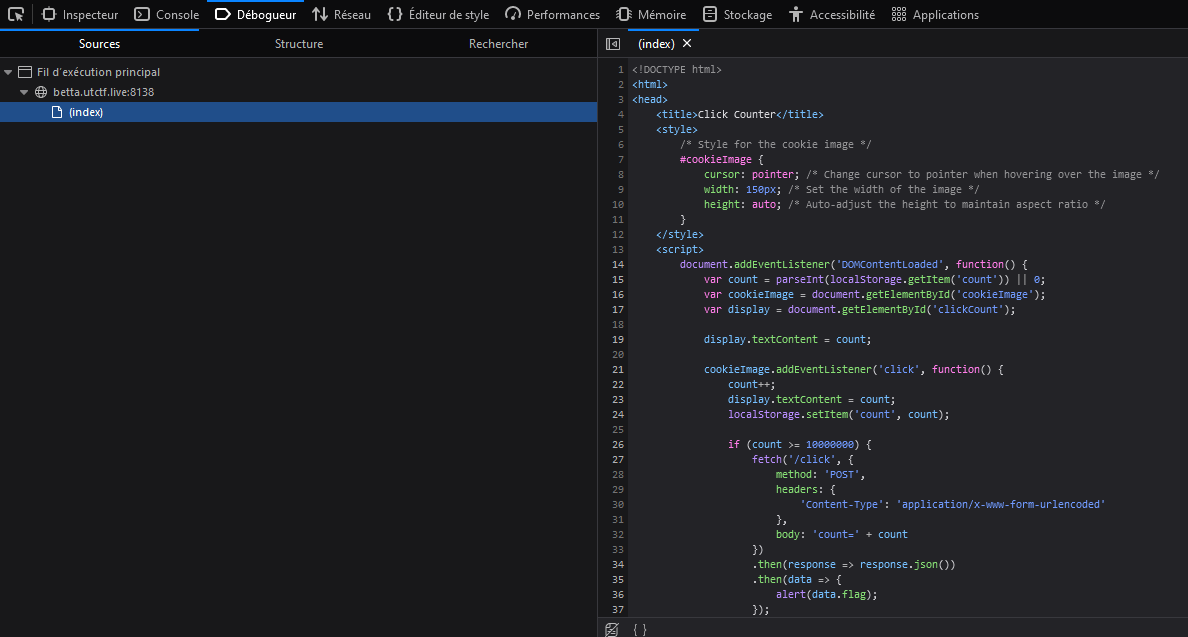 Inspecteur Console Débogueur Réseau Éditeur de style Performances Mémoire Stockage Accessibilité Applications
Sources Structure Rechercher
Fil d'exécution principal
betta.utctf.live:8138
(index)
(index)
1 <!DOCTYPE html>
2 <html>
3 <head>
4     <title>Click Counter</title>
5     <style>
6         /* Style for the cookie image */
7         #cookieImage {
8             cursor: pointer; /* Change cursor to pointer when hovering over the image */
9             width: 150px; /* Set the width of the image */
10             height: auto; /* Auto-adjust the height to maintain aspect ratio */
11         }
12     </style>
13     <script>
14         document.addEventListener('DOMContentLoaded', function() {
15             var count = parseInt(localStorage.getItem('count')) || 0;
16             var cookieImage = document.getElementById('cookieImage');
17             var display = document.getElementById('clickCount');
18
19             display.textContent = count;
20
21             cookieImage.addEventListener('click', function() {
22                 count++;
23                 display.textContent = count;
24                 localStorage.setItem('count', count);
25
26                 if (count >= 10000000) {
27                     fetch('/click', {
28                         method: 'POST',
29                         headers: {
30                             'Content-Type': 'application/x-www-form-urlencoded'
31                         },
32                         body: 'count=' + count
33                     })
34                     .then(response => response.json())
35                     .then(data => {
36                         alert(data.flag);
37                     });
{ }